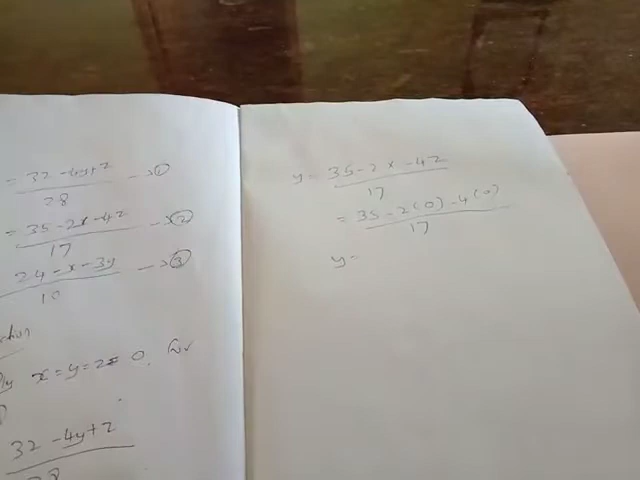 = 32 - 4y + z
28 → ①
= 35 - 2x - 4z
17 → ②
24 - x - 3y
10 → ③
x = y = z = 0.
32 - 4y + z
28
y = 35 - 2x - 4z
17
= 35 - 2(0) - 4(0)
17
y =